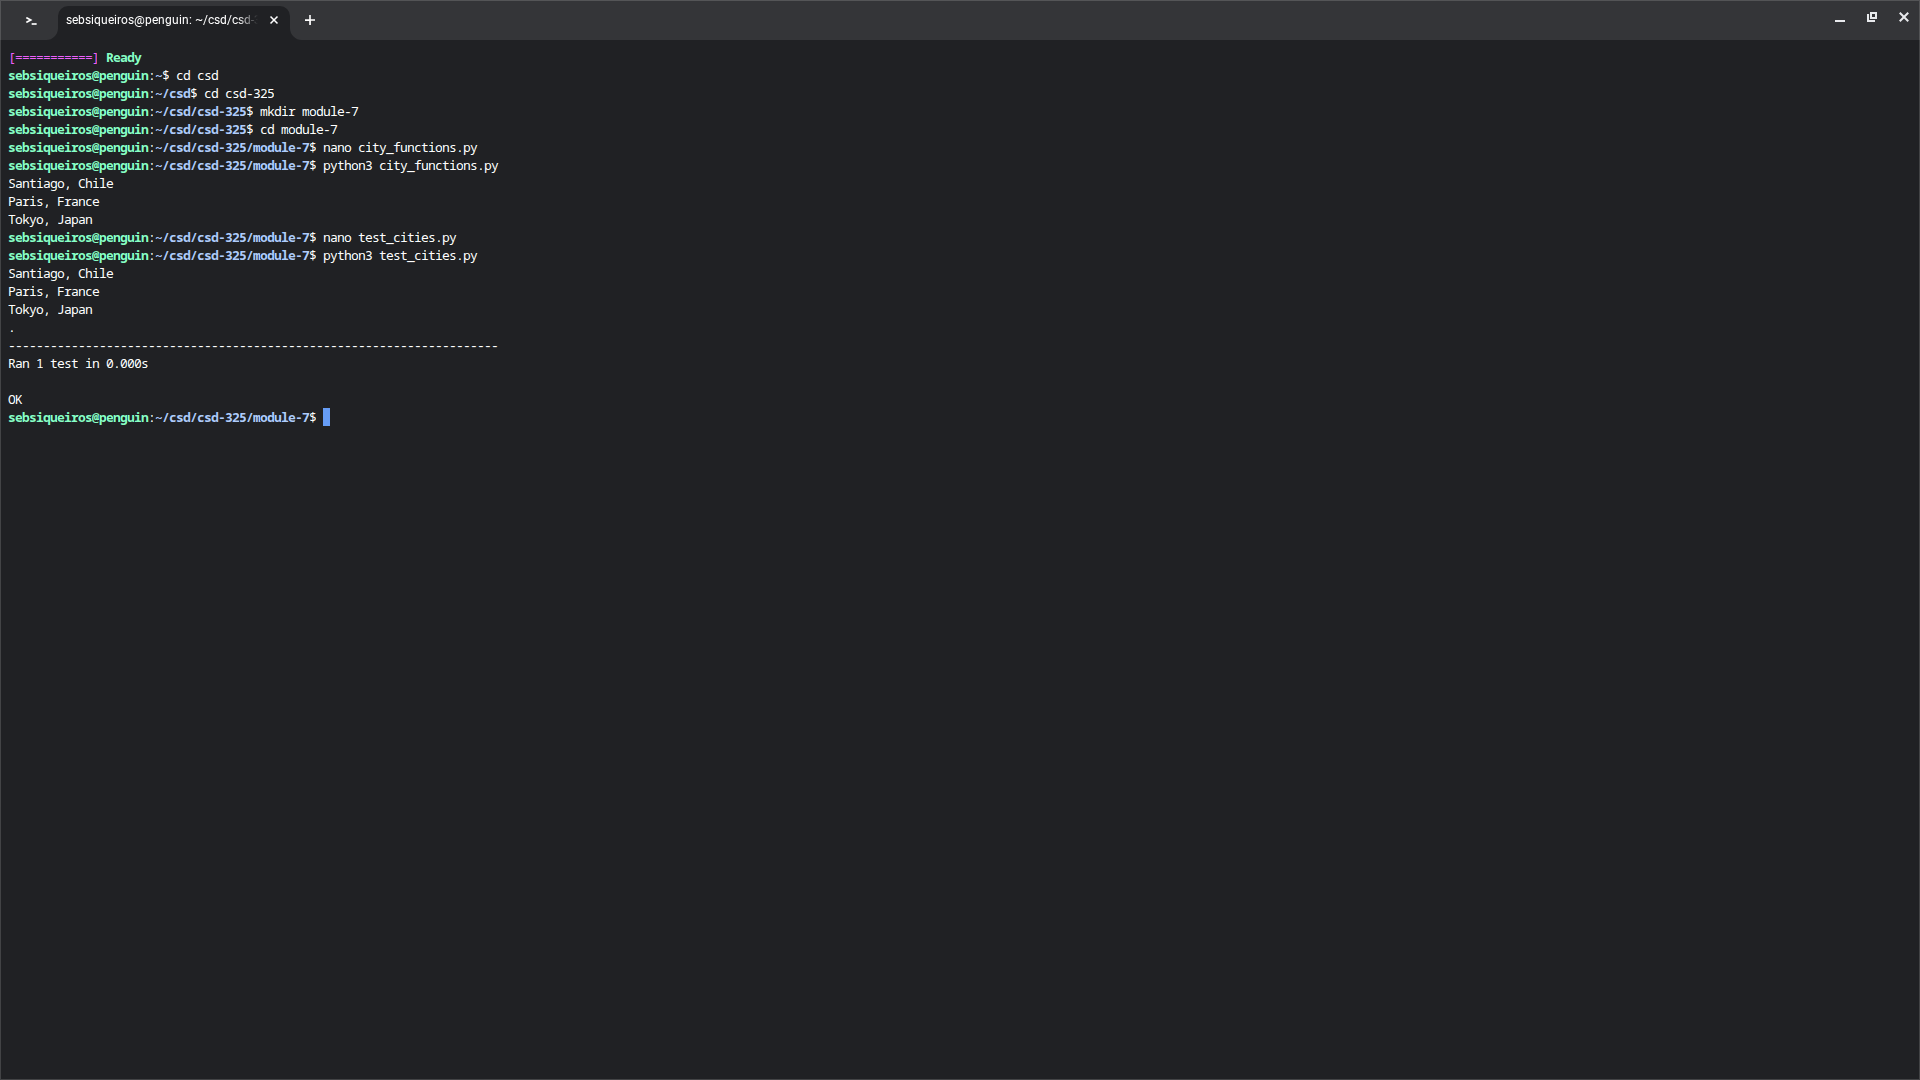 >_ sebsiqueiros@penguin: ~/csd/csd-
[===========] Ready
sebsiqueiros@penguin:~$ cd csd
sebsiqueiros@penguin:~/csd$ cd csd-325
sebsiqueiros@penguin:~/csd/csd-325$ mkdir module-7
sebsiqueiros@penguin:~/csd/csd-325$ cd module-7
sebsiqueiros@penguin:~/csd/csd-325/module-7$ nano city_functions.py
sebsiqueiros@penguin:~/csd/csd-325/module-7$ python3 city_functions.py
Santiago, Chile
Paris, France
Tokyo, Japan
sebsiqueiros@penguin:~/csd/csd-325/module-7$ nano test_cities.py
sebsiqueiros@penguin:~/csd/csd-325/module-7$ python3 test_cities.py
Santiago, Chile
Paris, France
Tokyo, Japan
.
----------------------------------------------------------------------
Ran 1 test in 0.000s
OK
sebsiqueiros@penguin:~/csd/csd-325/module-7$